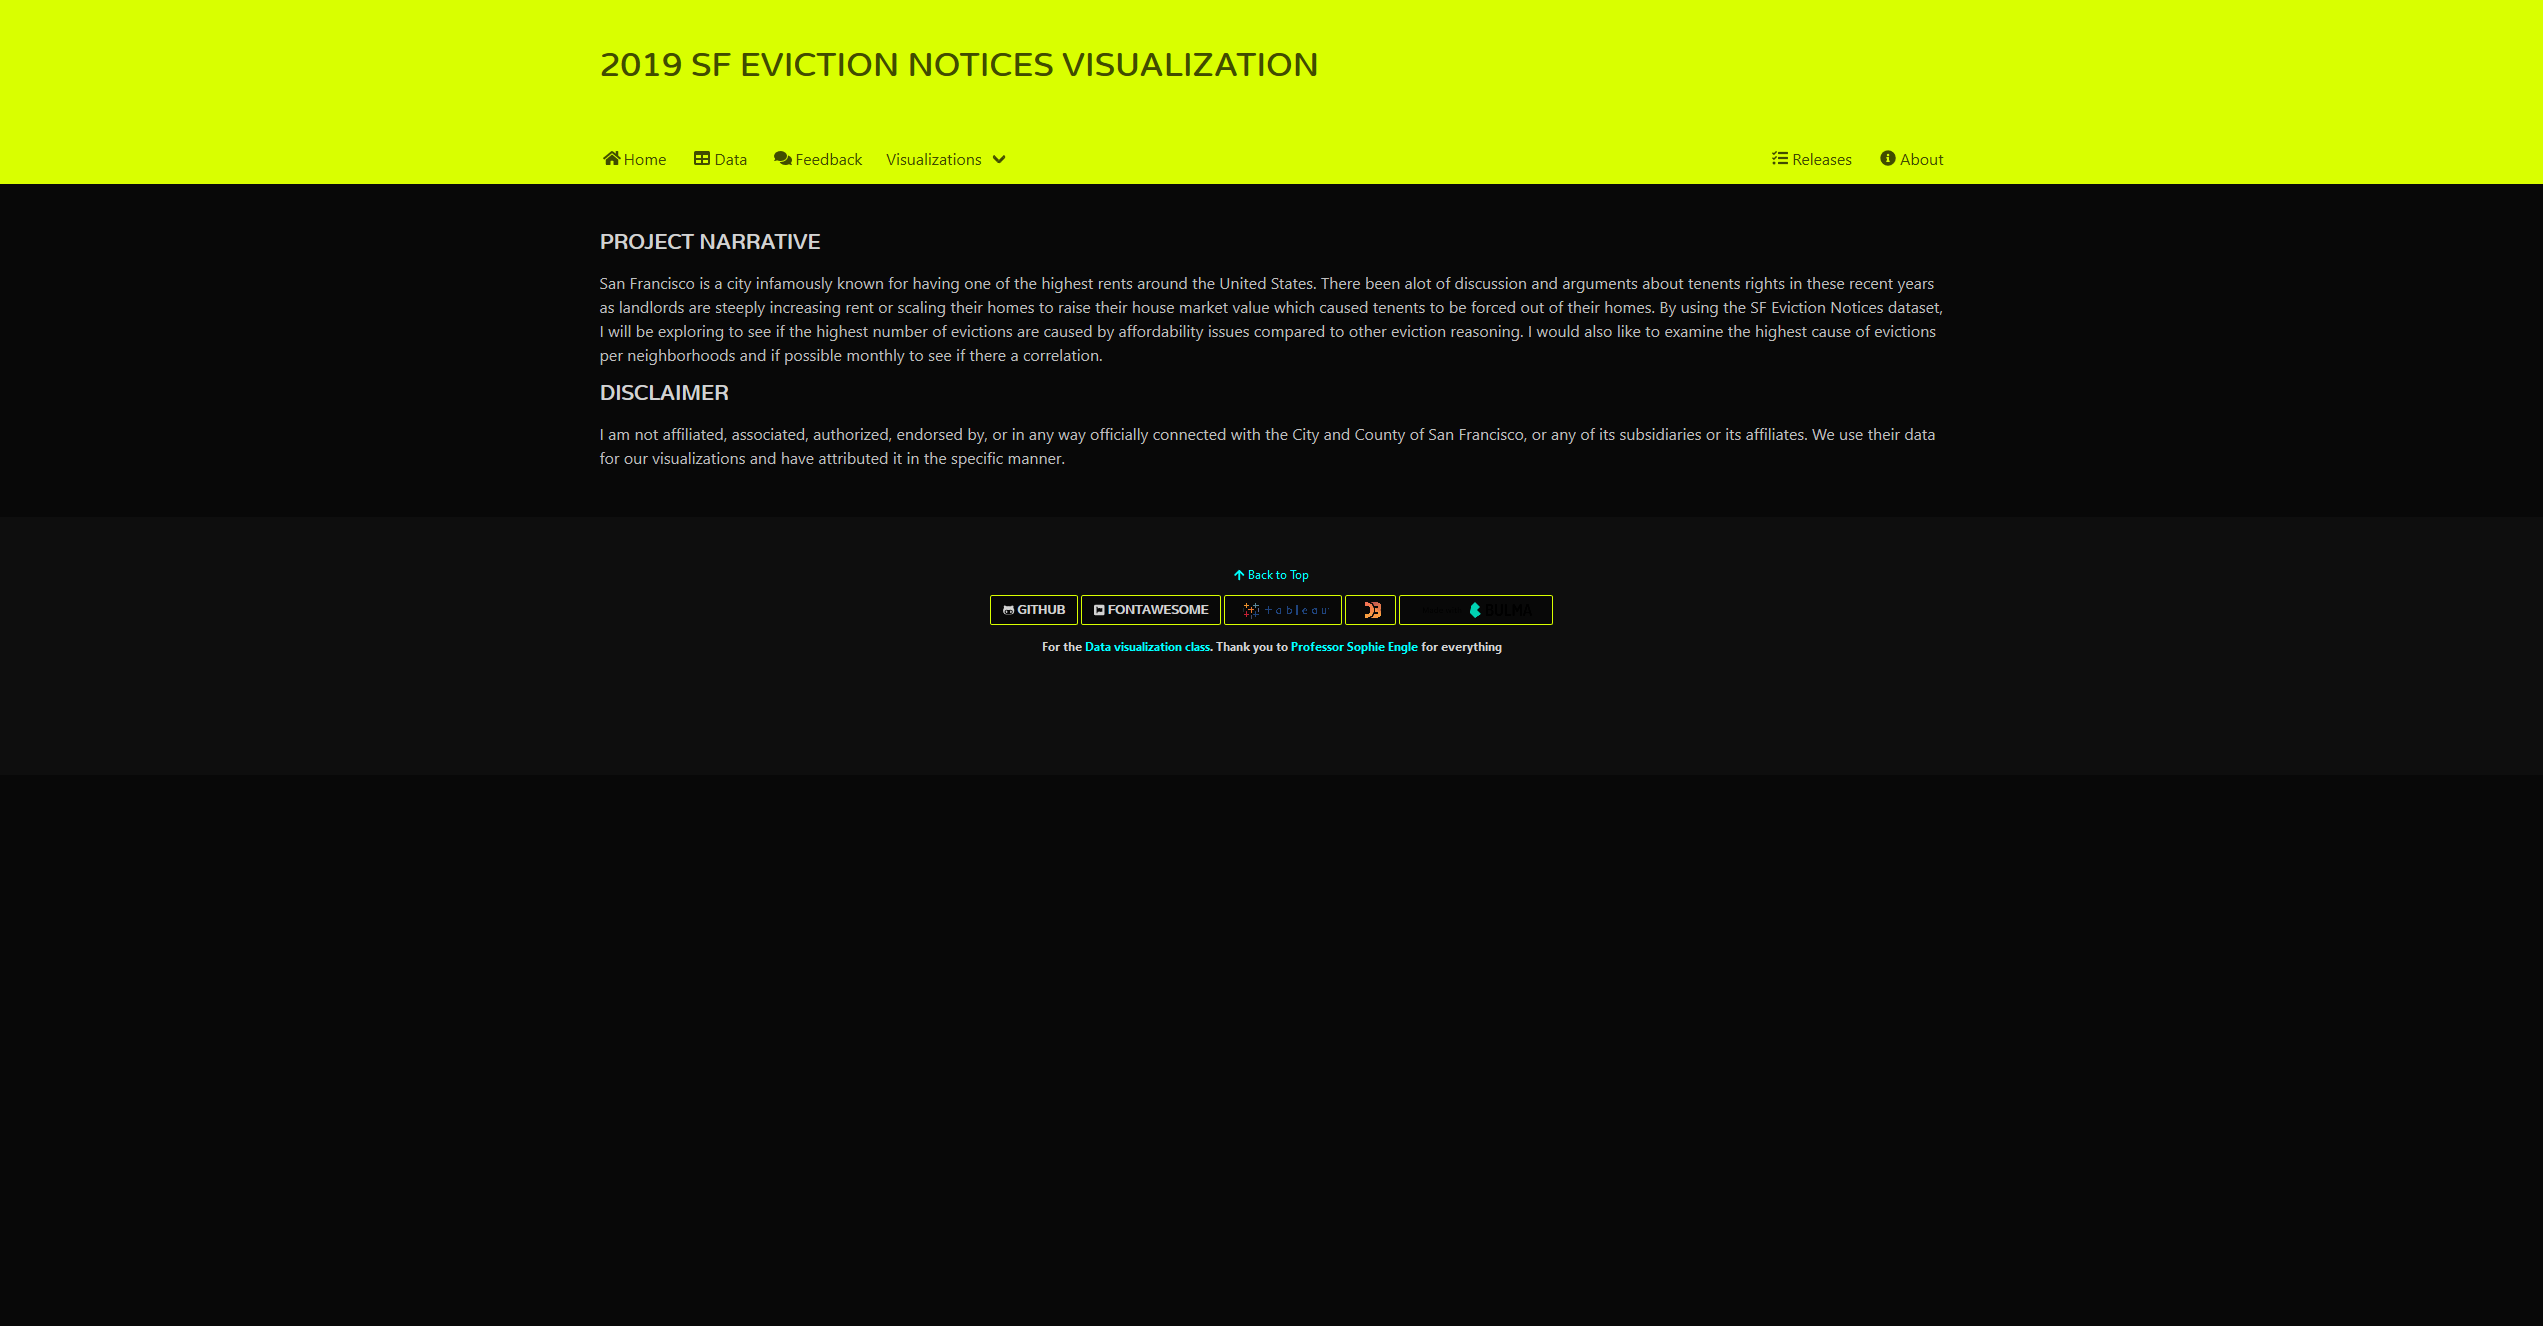 2019 SF EVICTION NOTICES VISUALIZATION
Home Data Feedback Visualizations Releases About
PROJECT NARRATIVE
San Francisco is a city infamously known for having one of the highest rents around the United States. There been alot of discussion and arguments about tenents rights in these recent years
as landlords are steeply increasing rent or scaling their homes to raise their house market value which caused tenents to be forced out of their homes. By using the SF Eviction Notices dataset,
I will be exploring to see if the highest number of evictions are caused by affordability issues compared to other eviction reasoning. I would also like to examine the highest cause of evictions
per neighborhoods and if possible monthly to see if there a correlation.
DISCLAIMER
I am not affiliated, associated, authorized, endorsed by, or in any way officially connected with the City and County of San Francisco, or any of its subsidiaries or its affiliates. We use their data
for our visualizations and have attributed it in the specific manner.
Back to Top
GITHUB FONTAWESOME tableau D3 BULMA
For the Data visualization class. Thank you to Professor Sophie Engle for everything